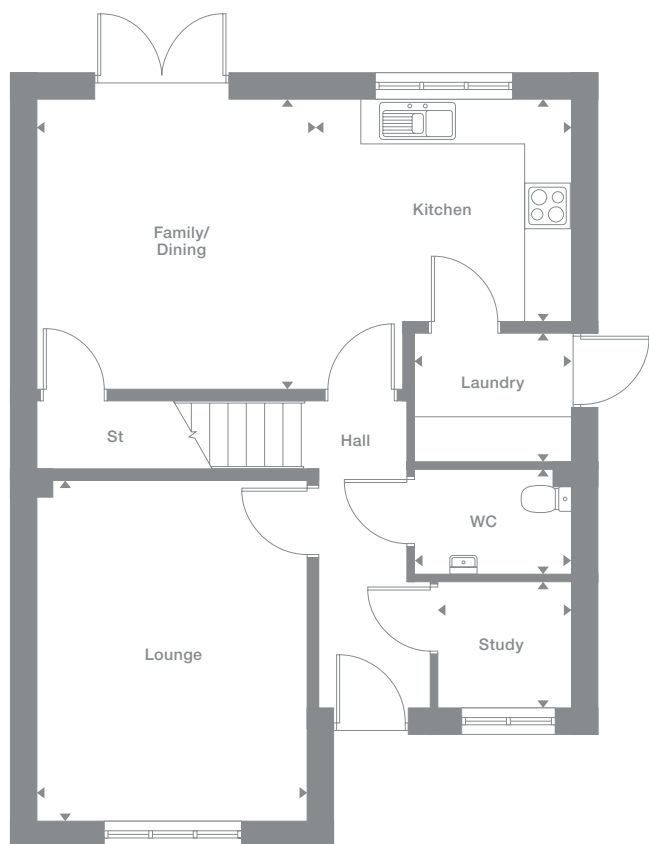 Kitchen
Family/
Dining
Laundry
St
Hall
WC
Study
Lounge